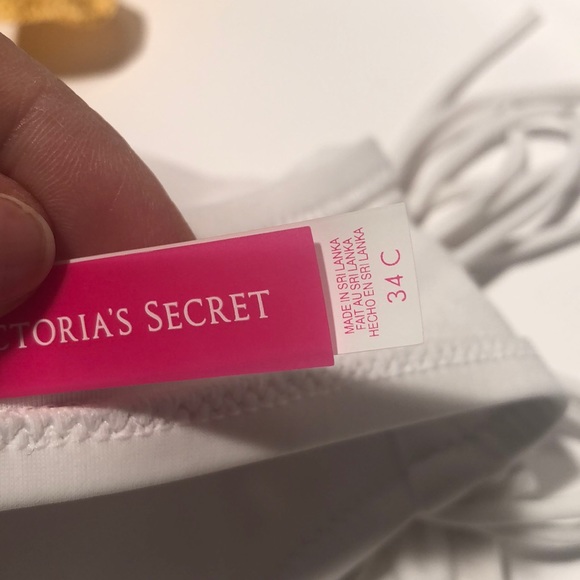 CTORIA'S SECRET
MADE IN SRI LANKA
FAIT AU SRI LANKA
HECHO EN SRI LANKA
34 C